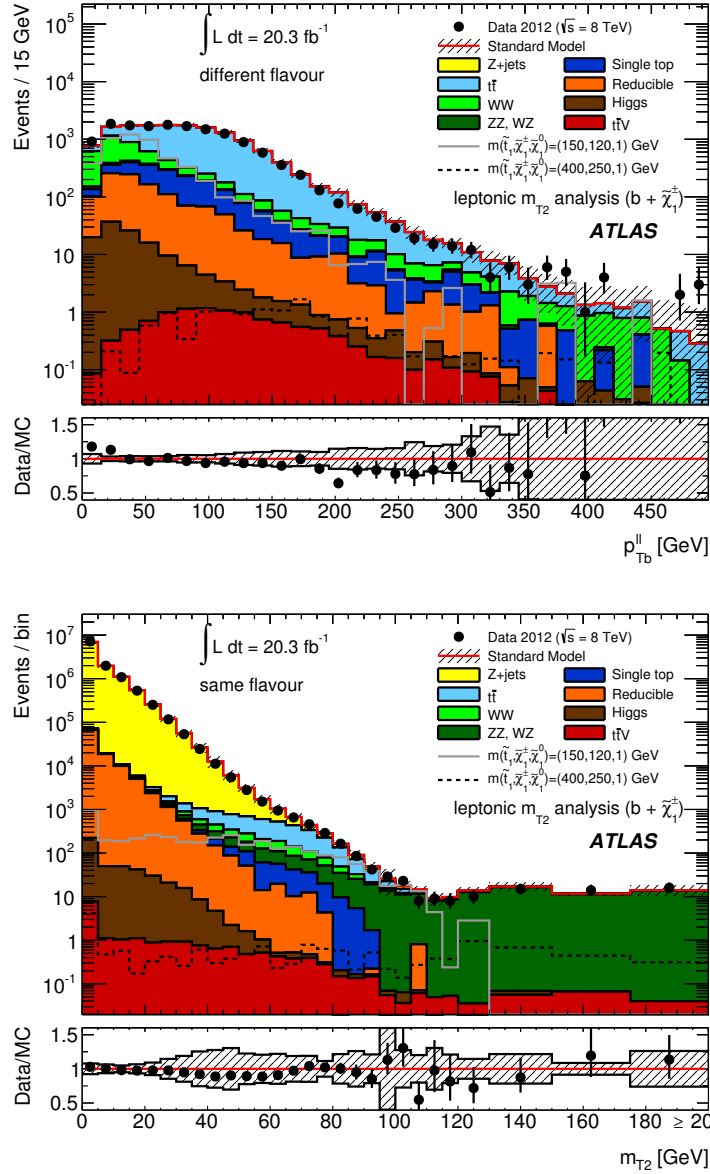 Events / 15 GeV
10⁵
10⁴
10³
10²
10
1
10⁻¹
∫ L dt = 20.3 fb⁻¹
different flavour
Data 2012 (√s = 8 TeV)
Standard Model
Z+jets Single top
tt̄ Reducible
WW Higgs
ZZ, WZ tt̄V
m(t̃₁,χ̃₁±,χ̃₁⁰)=(150,120,1) GeV
m(t̃₁,χ̃₁±,χ̃₁⁰)=(400,250,1) GeV
leptonic m_T2 analysis (b + χ̃₁±)
ATLAS
Data/MC
1.5
1
0.5
0 50 100 150 200 250 300 350 400 450
p_Tb^ll [GeV]
Events / bin
10⁷
10⁶
10⁵
10⁴
10³
10²
10
1
10⁻¹
∫ L dt = 20.3 fb⁻¹
same flavour
Data 2012 (√s = 8 TeV)
Standard Model
Z+jets Single top
tt̄ Reducible
WW Higgs
ZZ, WZ tt̄V
m(t̃₁,χ̃₁±,χ̃₁⁰)=(150,120,1) GeV
m(t̃₁,χ̃₁±,χ̃₁⁰)=(400,250,1) GeV
leptonic m_T2 analysis (b + χ̃₁±)
ATLAS
Data/MC
1.5
1
0.5
0 20 40 60 80 100 120 140 160 180 ≥ 20
m_T2 [GeV]